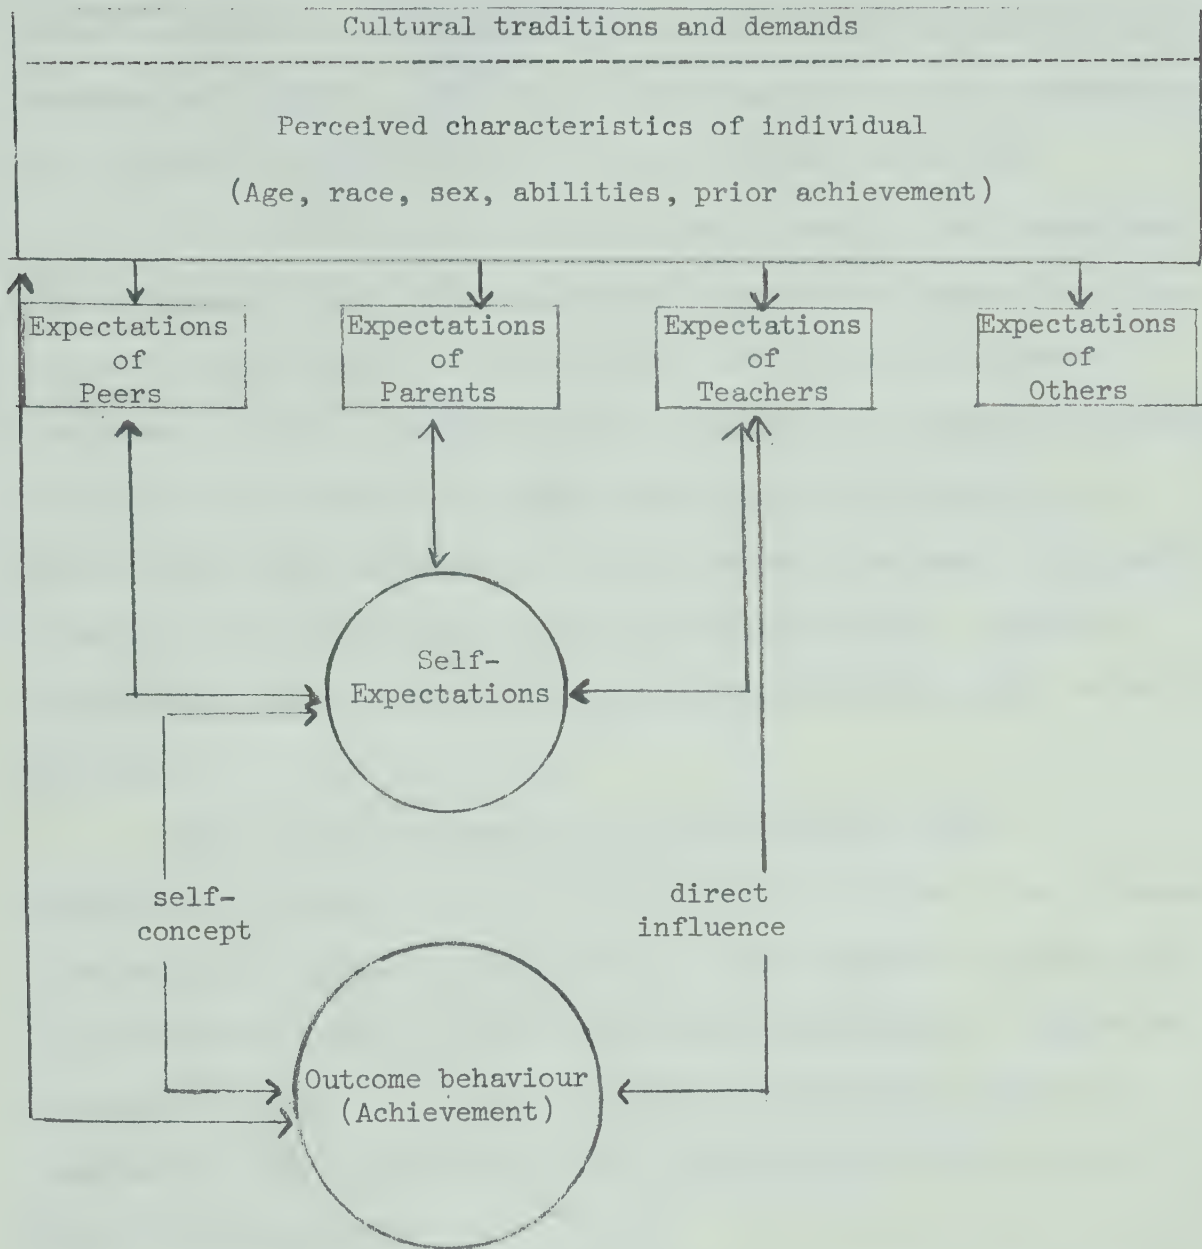 Cultural traditions and demands
Perceived characteristics of individual
(Age, race, sex, abilities, prior achievement)
Expectations
of
Peers
Expectations
of
Parents
Expectations
of
Teachers
Expectations
of
Others
Self-
Expectations
self-
concept
direct
influence
Outcome behaviour
(Achievement)